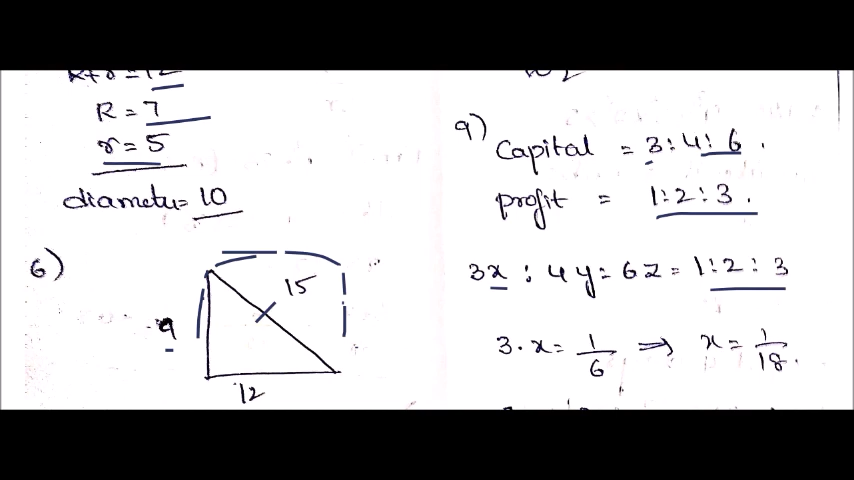 R+r = 12
R = 7
r = 5
diameter = 10
6)
15
9
12
9)
Capital = 3 : 4 : 6 .
profit = 1 : 2 : 3 .
3x : 4y = 6z = 1 : 2 : 3
3 · x = 1/6 ⇒ x = 1/18 .